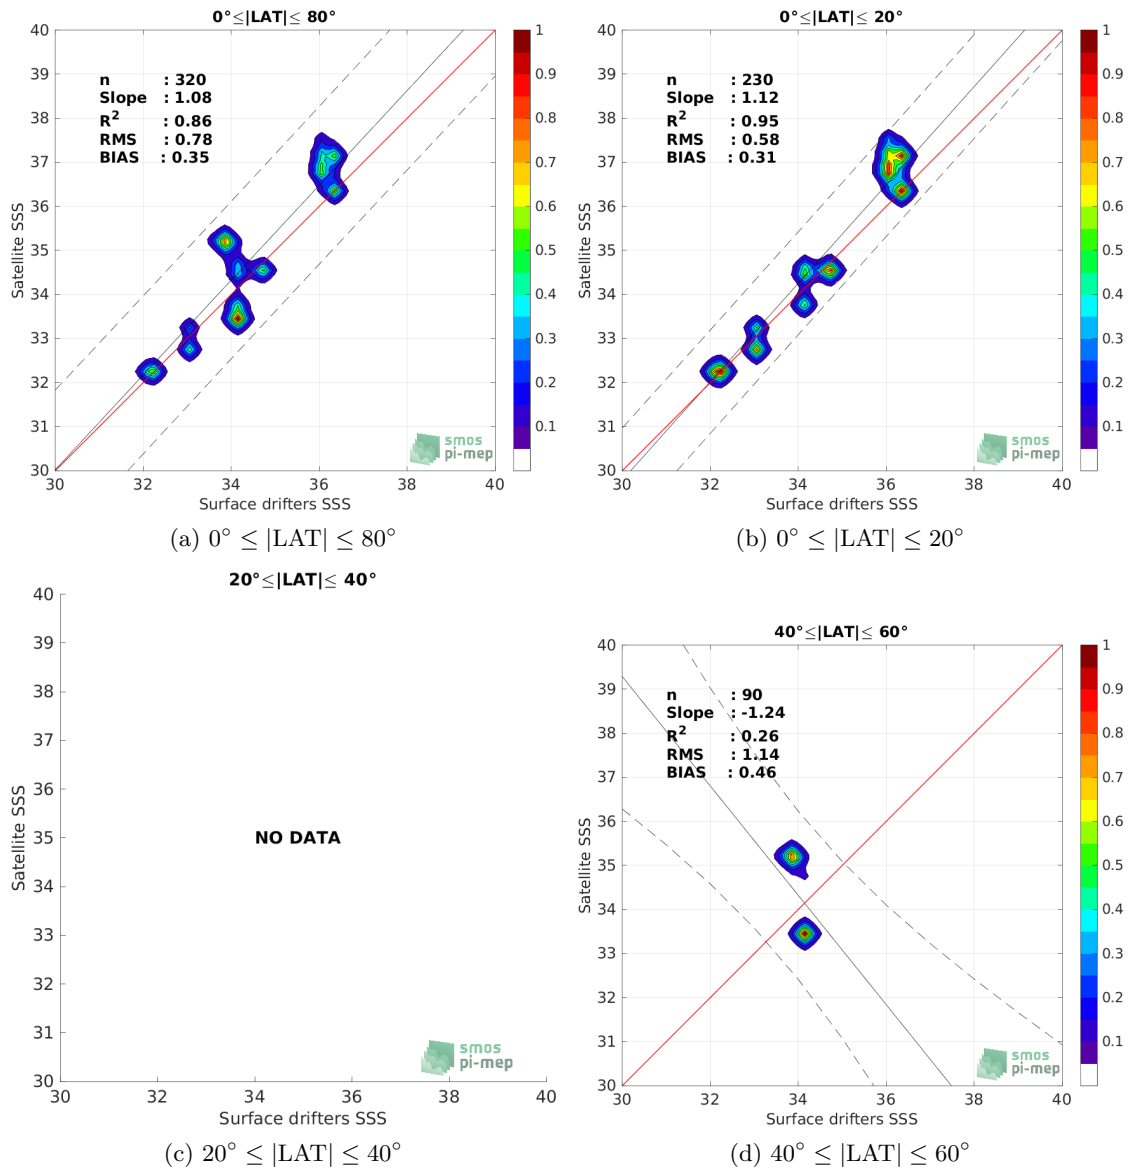 0°≤|LAT|≤ 80°
40
39
38
37
36
35
34
33
32
31
30
30
32
34
36
38
40
Satellite SSS
Surface drifters SSS
n : 320
Slope : 1.08
R2 : 0.86
RMS : 0.78
BIAS : 0.35
1
0.9
0.8
0.7
0.6
0.5
0.4
0.3
0.2
0.1
smos
pi-mep
(a) 0° ≤ |LAT| ≤ 80°
0°≤|LAT|≤ 20°
40
39
38
37
36
35
34
33
32
31
30
30
32
34
36
38
40
Satellite SSS
Surface drifters SSS
n : 230
Slope : 1.12
R2 : 0.95
RMS : 0.58
BIAS : 0.31
1
0.9
0.8
0.7
0.6
0.5
0.4
0.3
0.2
0.1
smos
pi-mep
(b) 0° ≤ |LAT| ≤ 20°
20°≤|LAT|≤ 40°
40
39
38
37
36
35
34
33
32
31
30
30
32
34
36
38
40
Satellite SSS
Surface drifters SSS
NO DATA
smos
pi-mep
(c) 20° ≤ |LAT| ≤ 40°
40°≤|LAT|≤ 60°
40
39
38
37
36
35
34
33
32
31
30
30
32
34
36
38
40
Satellite SSS
Surface drifters SSS
n : 90
Slope : -1.24
R2 : 0.26
RMS : 1.14
BIAS : 0.46
1
0.9
0.8
0.7
0.6
0.5
0.4
0.3
0.2
0.1
smos
pi-mep
(d) 40° ≤ |LAT| ≤ 60°